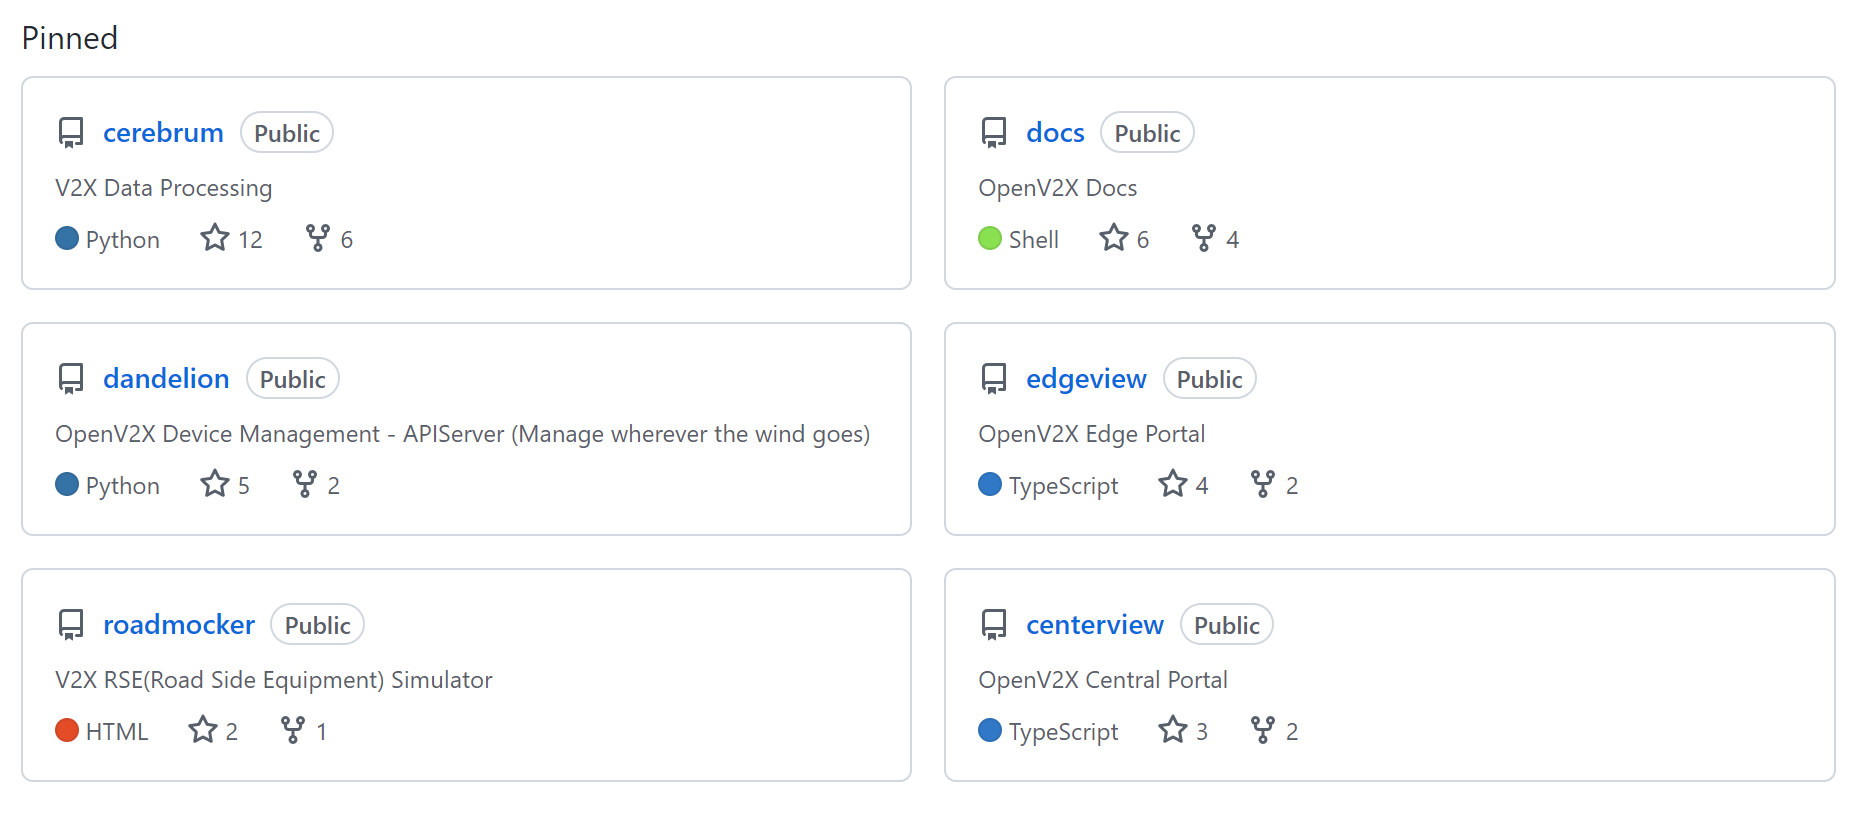 Pinned
cerebrum Public
V2X Data Processing
Python 12 6
docs Public
OpenV2X Docs
Shell 6 4
dandelion Public
OpenV2X Device Management - APIServer (Manage wherever the wind goes)
Python 5 2
edgeview Public
OpenV2X Edge Portal
TypeScript 4 2
roadmocker Public
V2X RSE(Road Side Equipment) Simulator
HTML 2 1
centerview Public
OpenV2X Central Portal
TypeScript 3 2